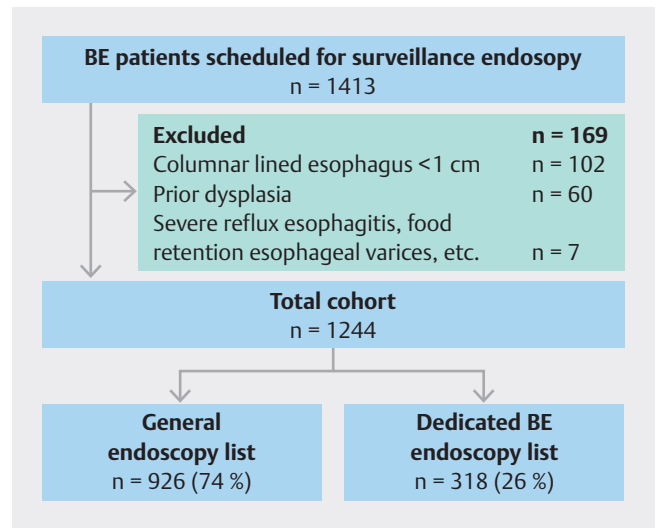 BE patients scheduled for surveillance endosopy
n = 1413
Excluded n = 169
Columnar lined esophagus <1 cm n = 102
Prior dysplasia n = 60
Severe reflux esophagitis, food
retention esophageal varices, etc. n = 7
Total cohort
n = 1244
General
endoscopy list
n = 926 (74 %)
Dedicated BE
endoscopy list
n = 318 (26 %)